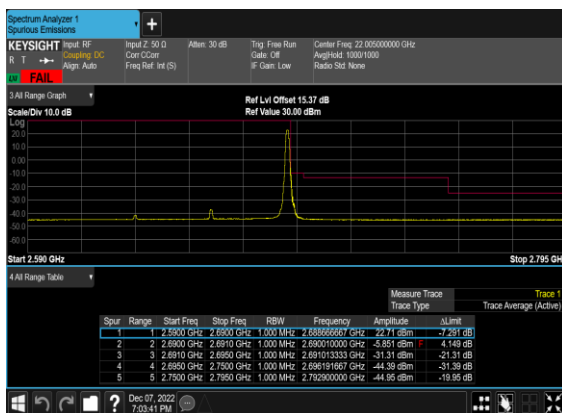 Spectrum Analyzer 1
Spurious Emissions
KEYSIGHT Input: RF Input Z: 50 Ω Atten: 30 dB Trig: Free Run Center Freq: 22.005000000 GHz
R T Coupling: DC Corr CCorr Gate: Off Avg|Hold: 1000/1000
Align: Auto Freq Ref: Int (S) IF Gain: Low Radio Std: None
FAIL
3 All Range Graph
Ref Lvl Offset 15.37 dB
Scale/Div 10.0 dB Ref Value 30.00 dBm
Log
20.0
10.0
0.00
-10.0
-20.0
-30.0
-40.0
-50.0
-60.0
Start 2.590 GHz Stop 2.795 GH
4 All Range Table
Measure Trace Trace 1
Trace Type Trace Average (Active)
Spur Range Start Freq Stop Freq RBW Frequency Amplitude ΔLimit
1 1 2.5900 GHz 2.6900 GHz 1.000 MHz 2.688666667 GHz 22.71 dBm -7.291 dB
2 2 2.6900 GHz 2.6910 GHz 1.000 MHz 2.690010000 GHz -5.851 dBm F 4.149 dB
3 3 2.6910 GHz 2.6950 GHz 1.000 MHz 2.691013333 GHz -31.31 dBm -21.31 dB
4 4 2.6950 GHz 2.7500 GHz 1.000 MHz 2.696191667 GHz -44.39 dBm -31.39 dB
5 5 2.7500 GHz 2.7950 GHz 1.000 MHz 2.792900000 GHz -44.95 dBm -19.95 dB
Dec 07, 2022
7:03:41 PM